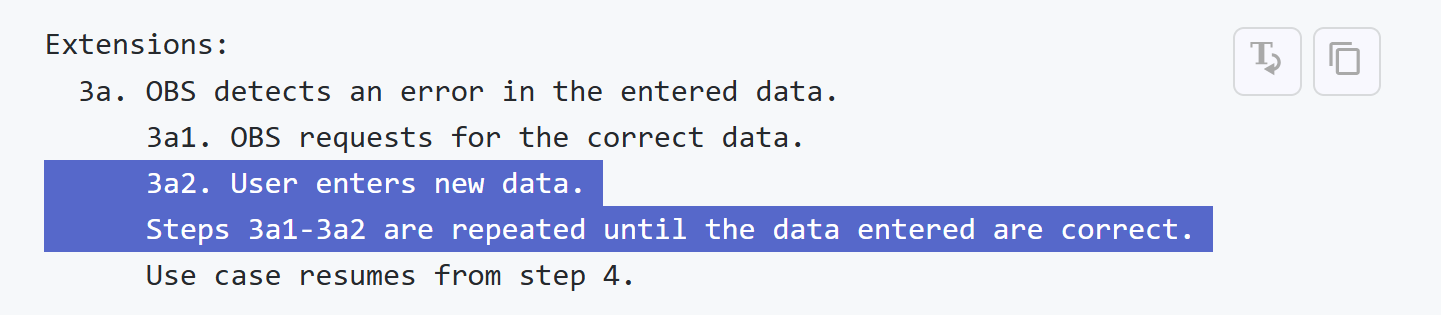 Extensions:
3a. OBS detects an error in the entered data.
3a1. OBS requests for the correct data.
3a2. User enters new data.
Steps 3a1-3a2 are repeated until the data entered are correct.
Use case resumes from step 4.